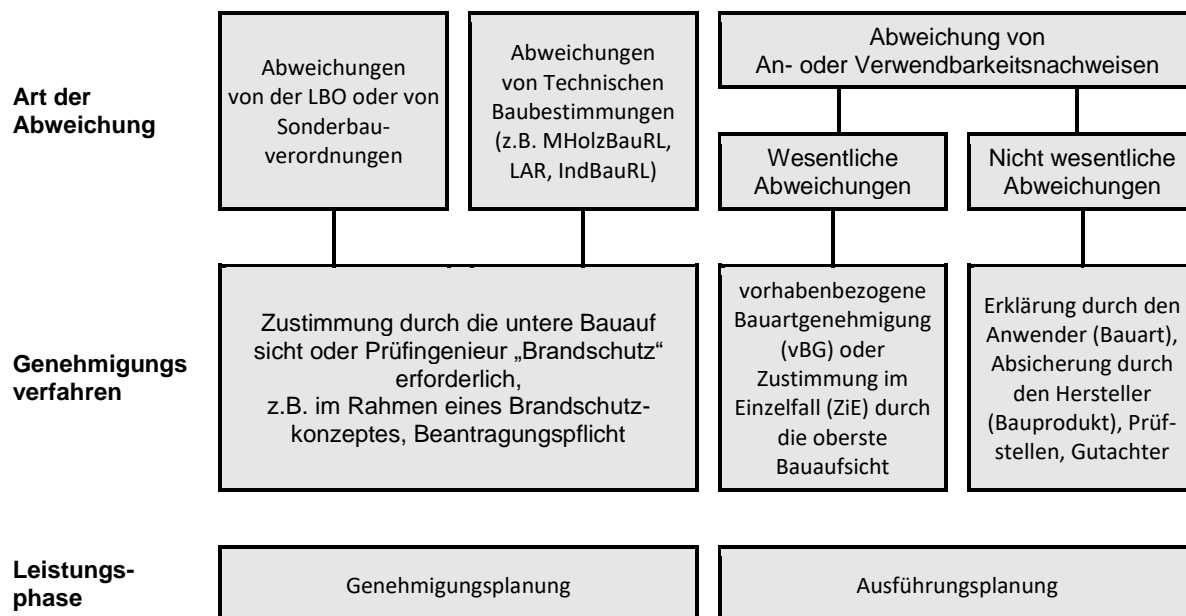 Art der
Abweichung
Abweichungen
von der LBO oder von
Sonderbau-
verordnungen
Abweichungen
von Technischen
Baubestimmungen
(z.B. MHolzBauRL,
LAR, IndBauRL)
Abweichung von
An- oder Verwendbarkeitsnachweisen
Wesentliche
Abweichungen
Nicht wesentliche
Abweichungen
Genehmigungs
verfahren
Zustimmung durch die untere Bauauf
sicht oder Prüfingenieur „Brandschutz“
erforderlich,
z.B. im Rahmen eines Brandschutz-
konzeptes, Beantragungspflicht
vorhabenbezogene
Bauartgenehmigung
(vBG) oder
Zustimmung im
Einzelfall (ZiE) durch
die oberste
Bauaufsicht
Erklärung durch den
Anwender (Bauart),
Absicherung durch
den Hersteller
(Bauprodukt), Prüf-
stellen, Gutachter
Leistungs-
phase
Genehmigungsplanung
Ausführungsplanung